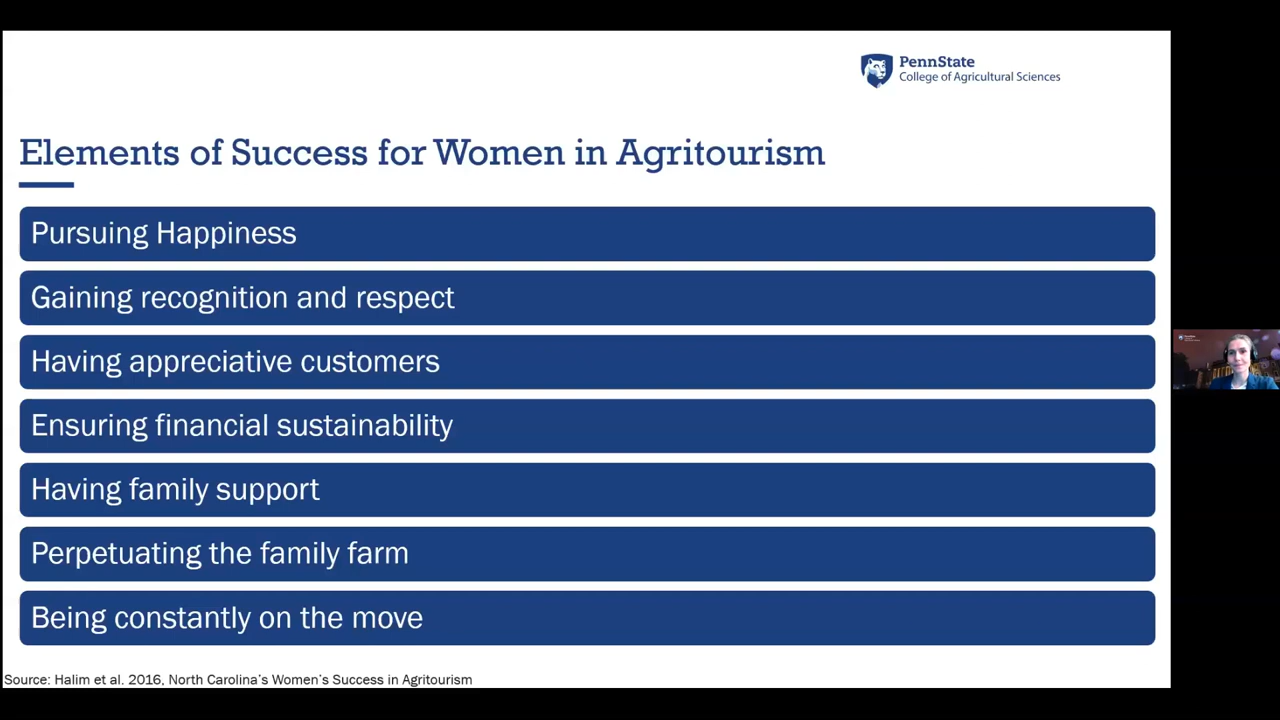 PennState
College of Agricultural Sciences
Elements of Success for Women in Agritourism
Pursuing Happiness
Gaining recognition and respect
Having appreciative customers
Ensuring financial sustainability
Having family support
Perpetuating the family farm
Being constantly on the move
Source: Halim et al. 2016, North Carolina’s Women’s Success in Agritourism